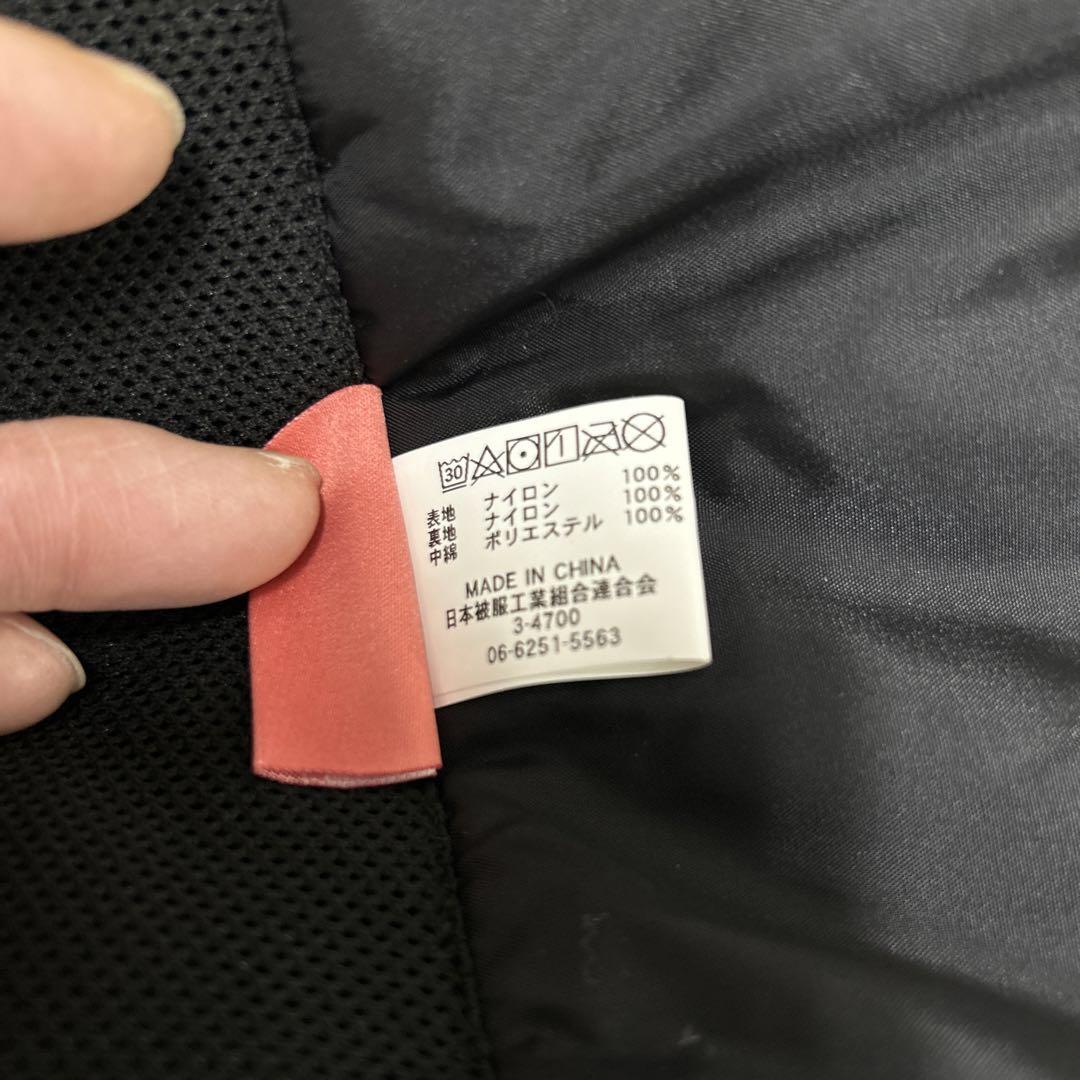 30
表地 ナイロン 100%
裏地 ナイロン 100%
中綿 ポリエステル 100%
MADE IN CHINA
日本被服工業組合連合会
3-4700
06-6251-5563